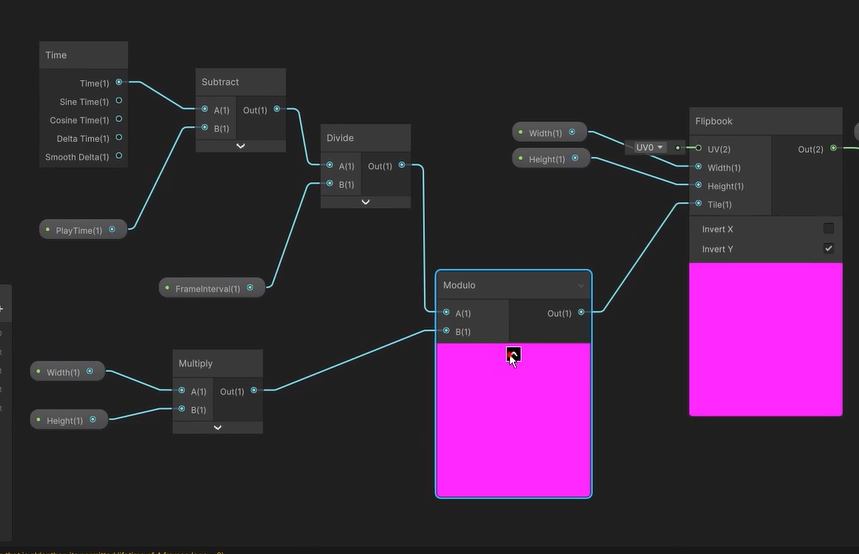 Time
Time(1)
Sine Time(1)
Cosine Time(1)
Delta Time(1)
Smooth Delta(1)
Subtract
A(1) Out(1)
B(1)
PlayTime(1)
Divide
A(1) Out(1)
B(1)
FrameInterval(1)
Width(1)
Height(1)
Multiply
A(1) Out(1)
B(1)
Modulo
A(1) Out(1)
B(1)
Width(1)
Height(1)
UV0
Flipbook
UV(2) Out(2)
Width(1)
Height(1)
Tile(1)
Invert X
Invert Y